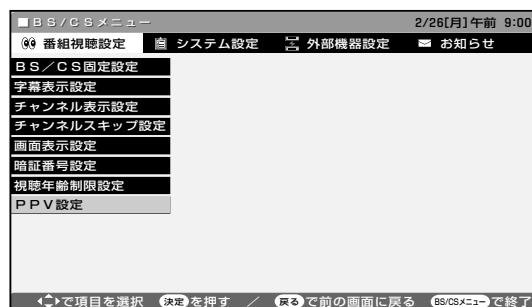 ■BS/CSメニュー 2/26[月]午前 9:00
番組視聴設定 システム設定 外部機器設定 お知らせ
BS/CS固定設定
字幕表示設定
チャンネル表示設定
チャンネルスキップ設定
画面表示設定
暗証番号設定
視聴年齢制限設定
PPV設定
で項目を選択 決定を押す / 戻るで前の画面に戻る BS/CSメニューで終了